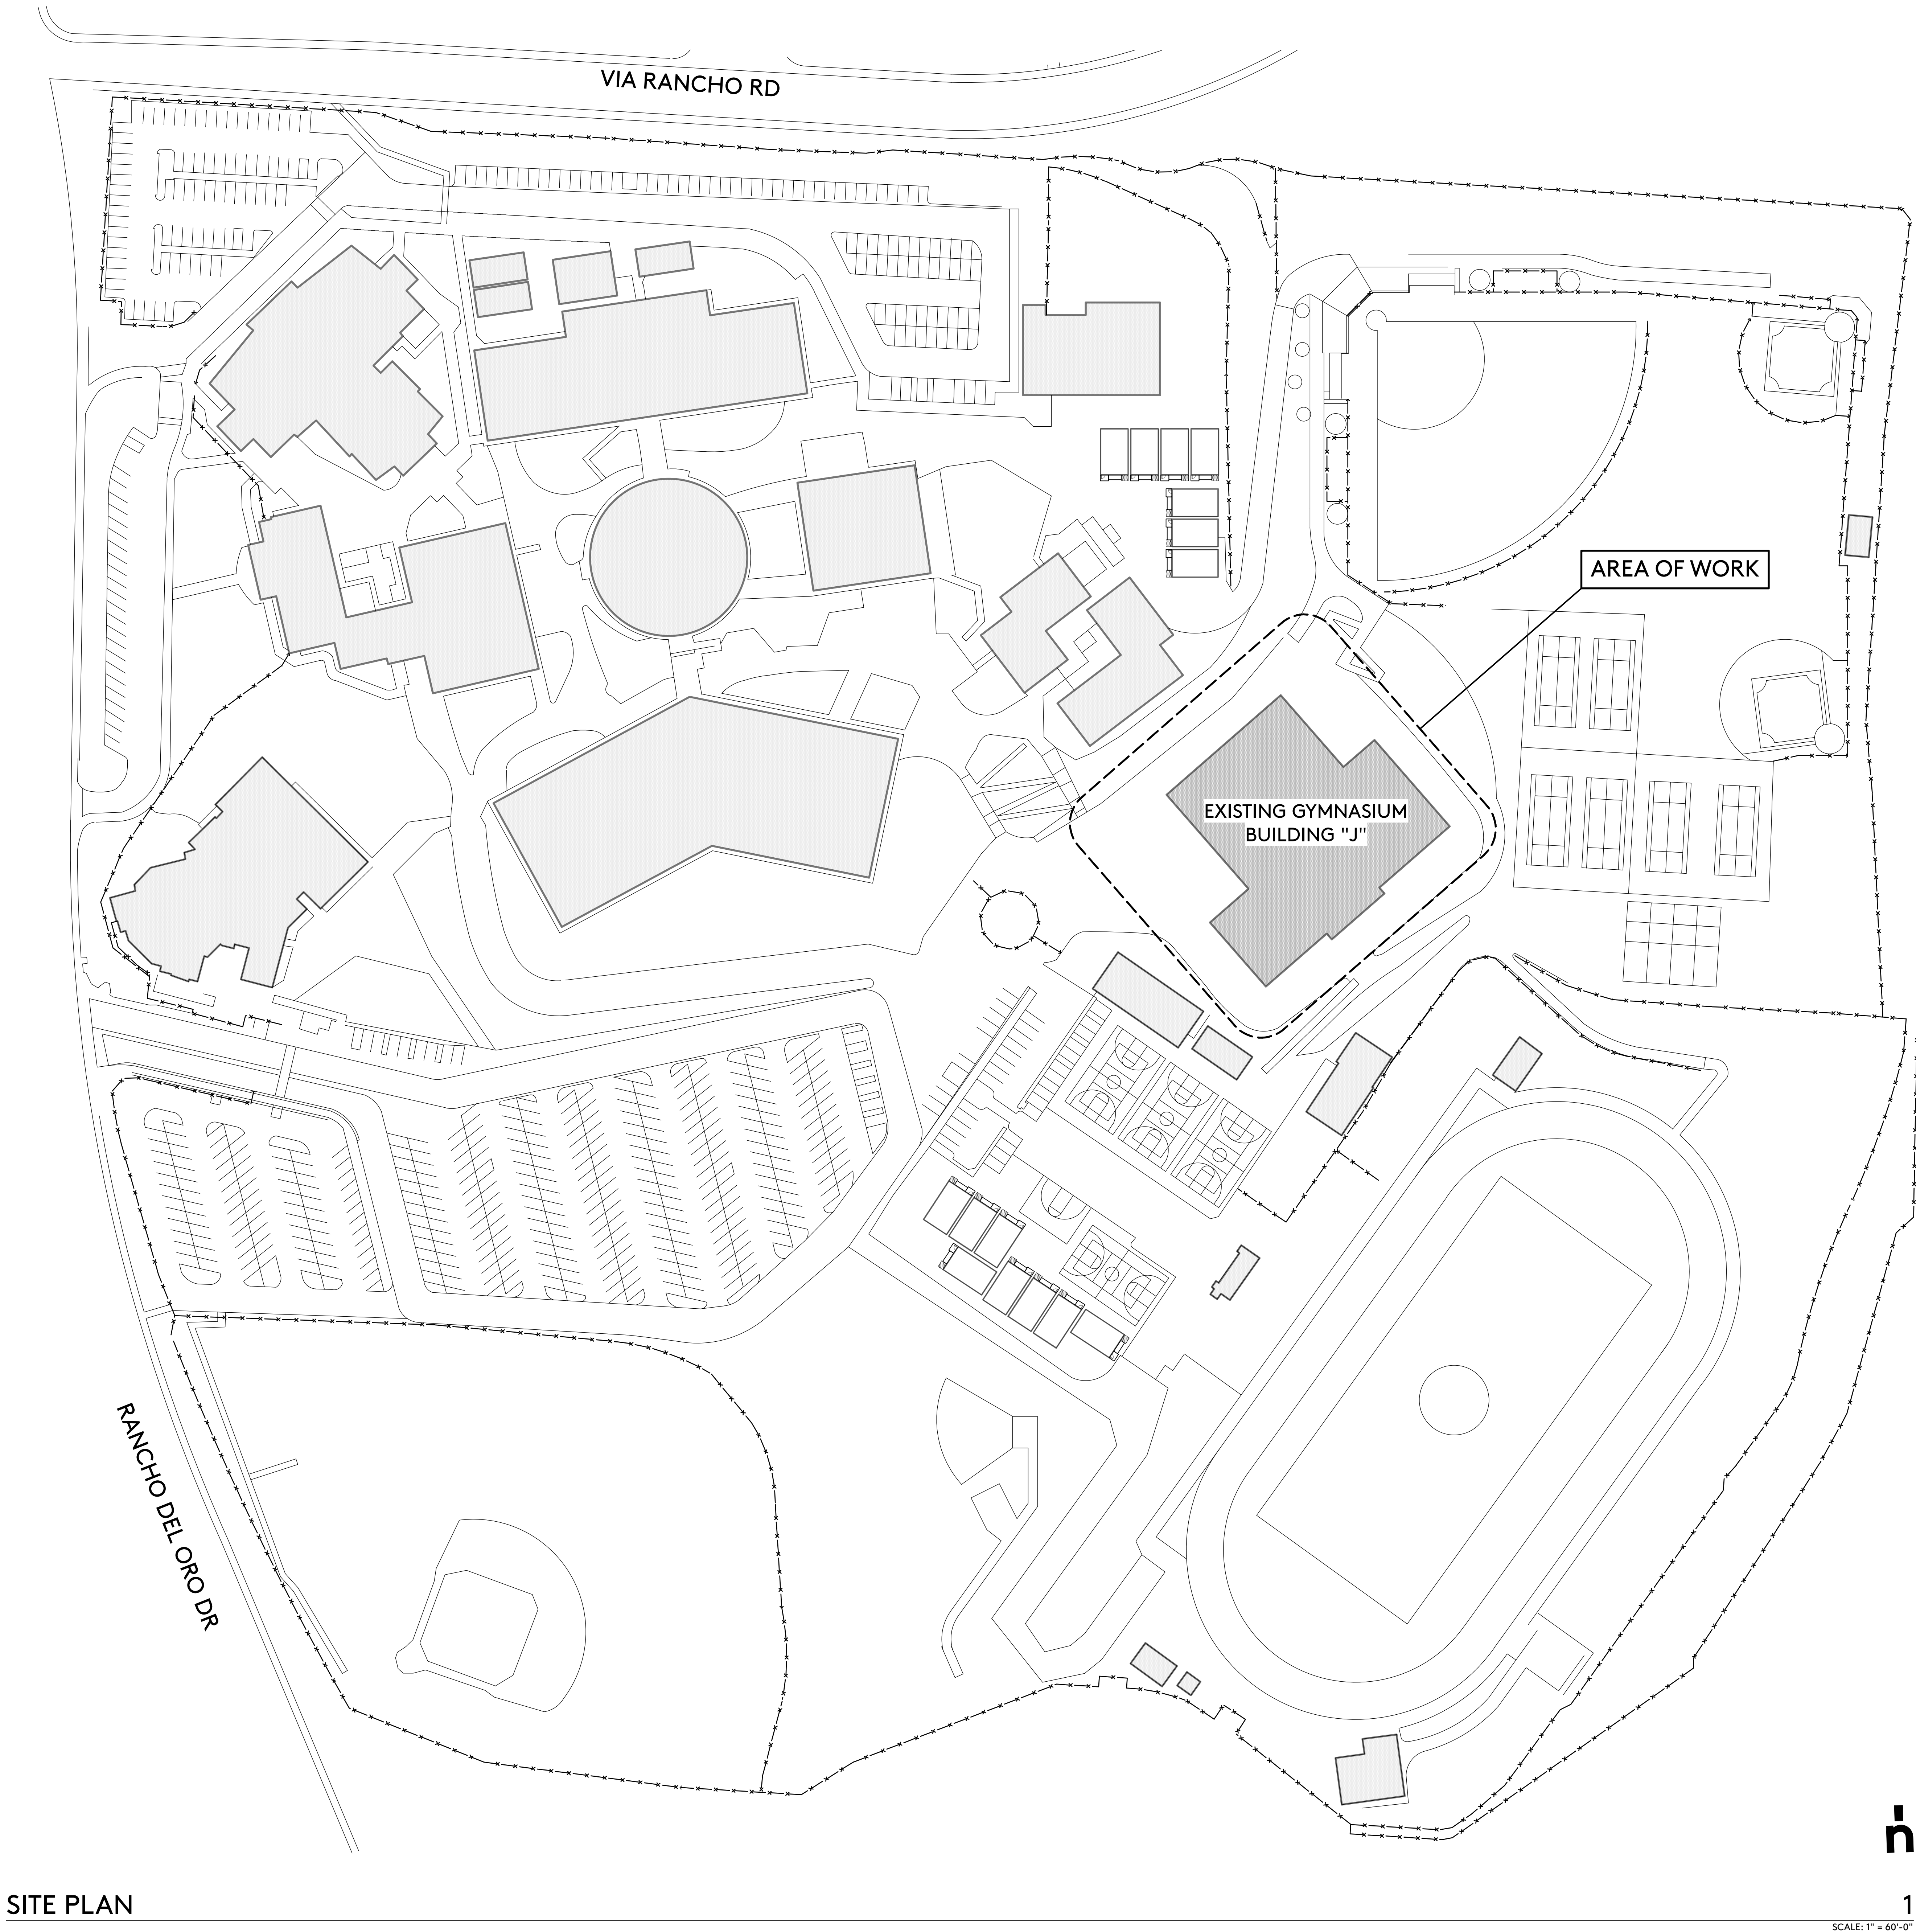 VIA RANCHO RD
AREA OF WORK
EXISTING GYMNASIUM
BUILDING "J"
RANCHO DEL ORO DR
n
SITE PLAN
1
SCALE: 1" = 60'-0"